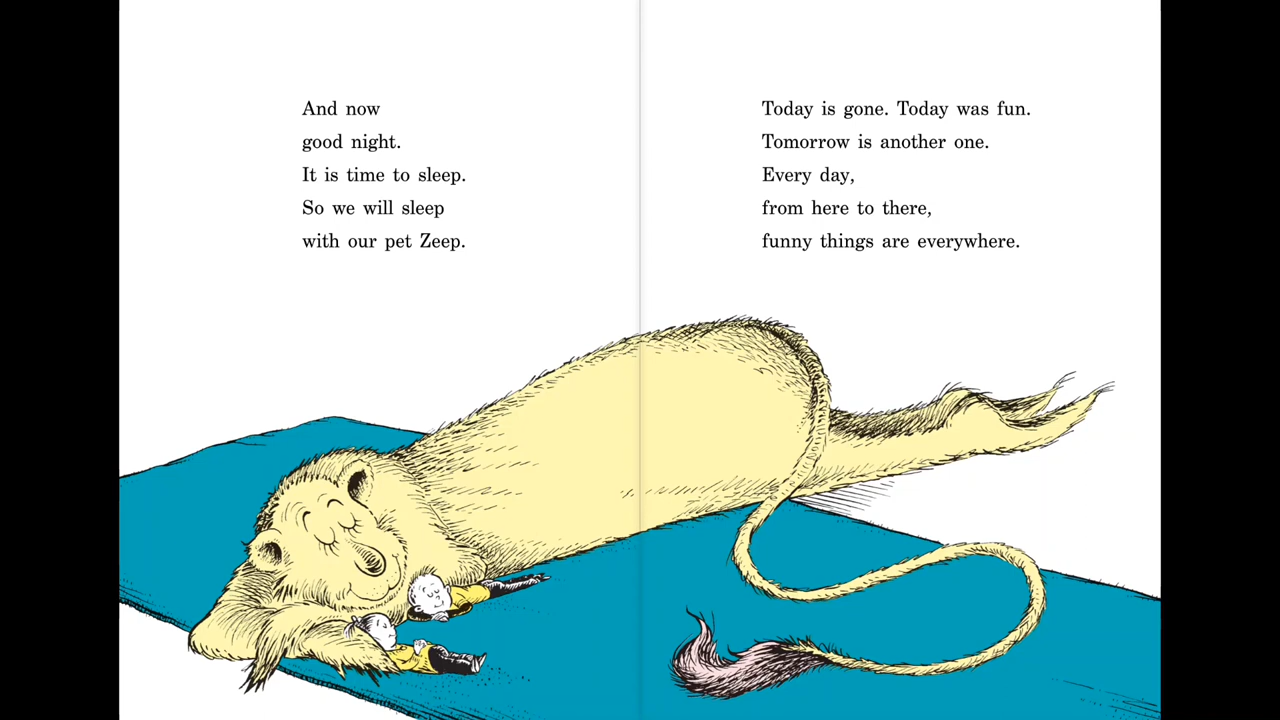 And now
good night.
It is time to sleep.
So we will sleep
with our pet Zeep.
Today is gone. Today was fun.
Tomorrow is another one.
Every day,
from here to there,
funny things are everywhere.